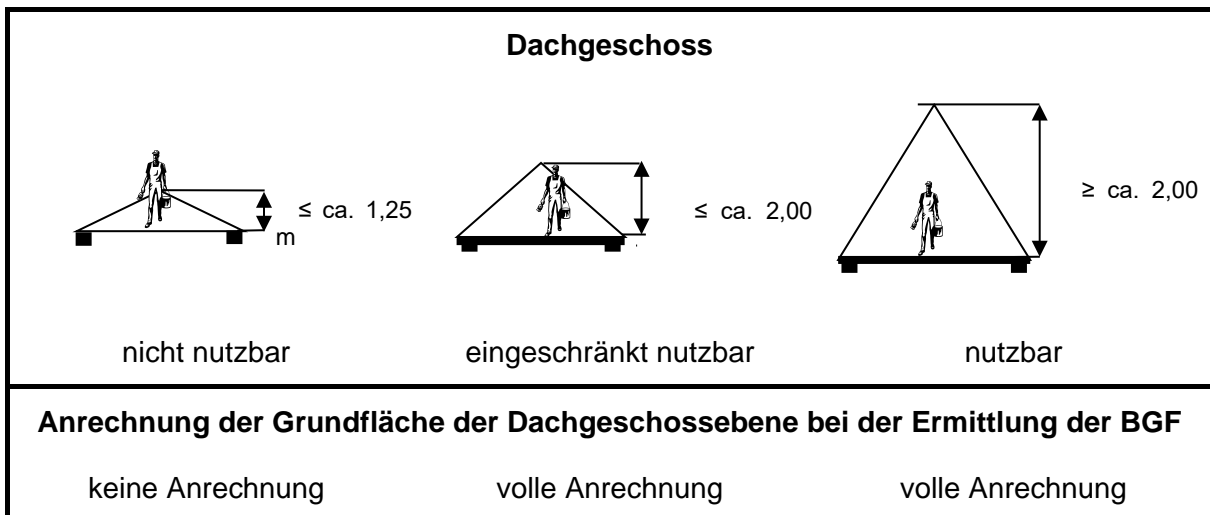 Dachgeschoss
≤ ca. 1,25
m
≤ ca. 2,00
≥ ca. 2,00
nicht nutzbar eingeschränkt nutzbar nutzbar
Anrechnung der Grundfläche der Dachgeschossebene bei der Ermittlung der BGF
keine Anrechnung volle Anrechnung volle Anrechnung